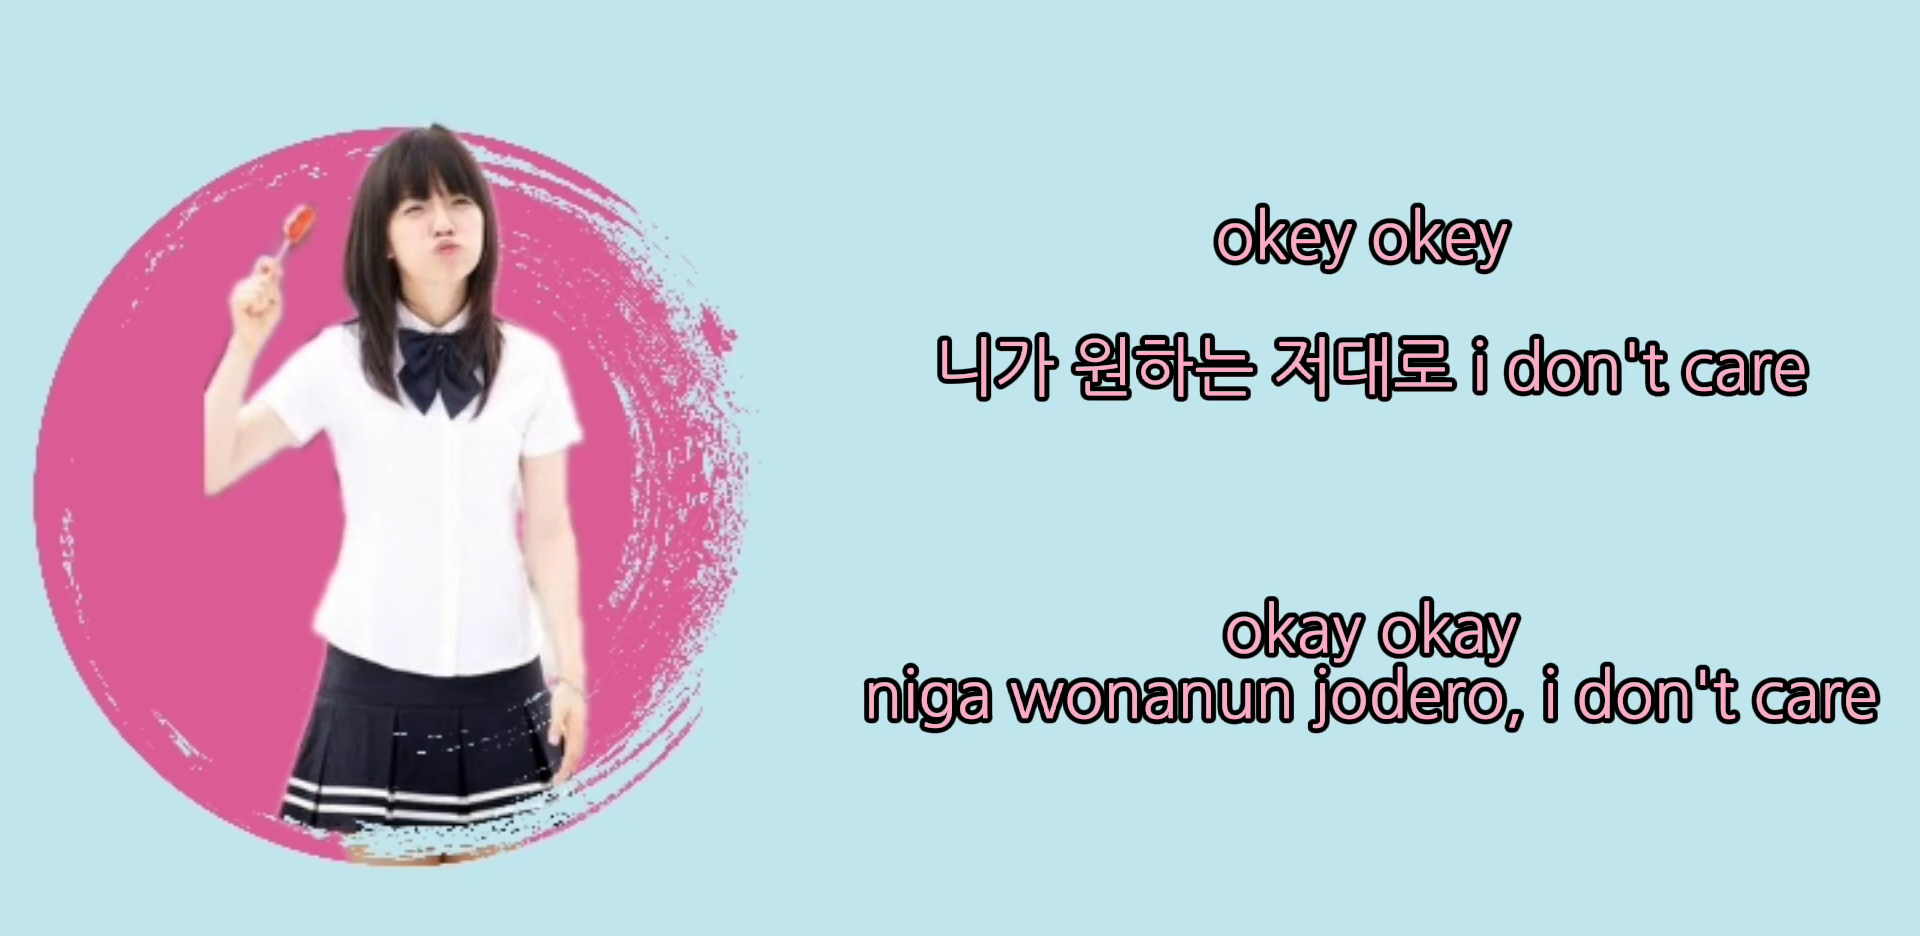 okey okey
니가 원하는 저대로 i don't care
okay okay
niga wonanun jodero, i don't care